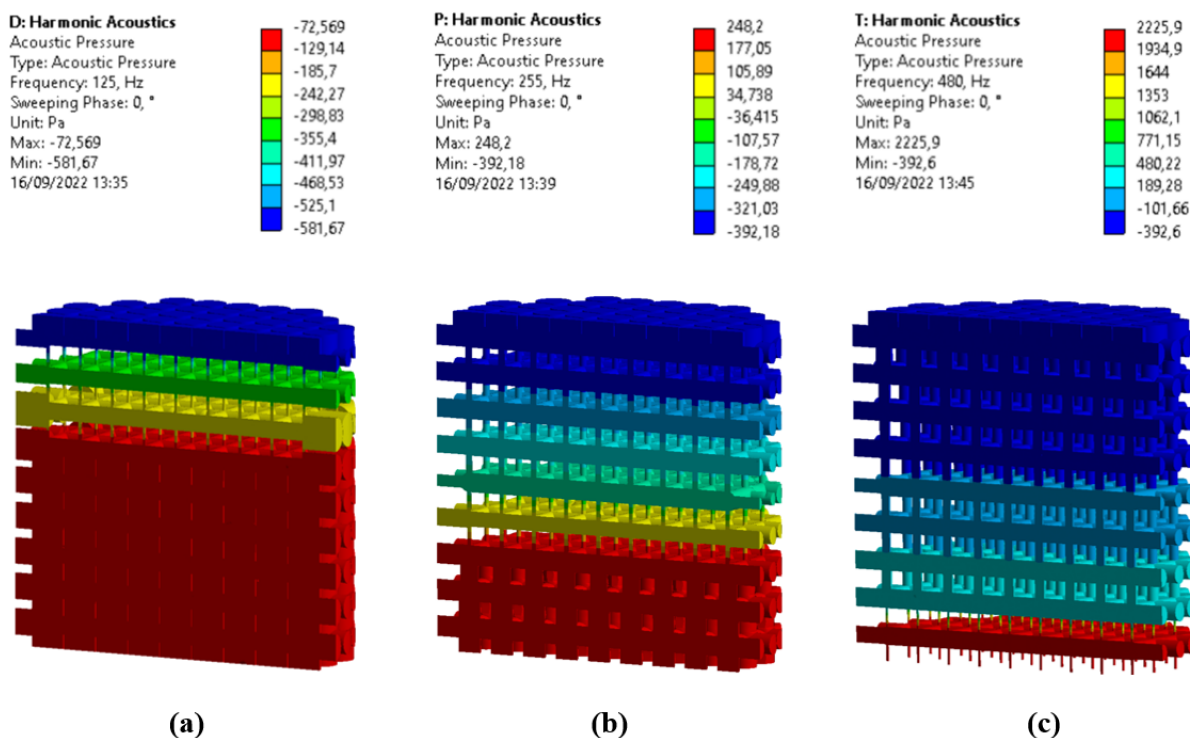 D: Harmonic Acoustics
Acoustic Pressure
Type: Acoustic Pressure
Frequency: 125, Hz
Sweeping Phase: 0, °
Unit: Pa
Max: -72,569
Min: -581,67
16/09/2022 13:35
-72,569
-129,14
-185,7
-242,27
-298,83
-355,4
-411,97
-468,53
-525,1
-581,67
P: Harmonic Acoustics
Acoustic Pressure
Type: Acoustic Pressure
Frequency: 255, Hz
Sweeping Phase: 0, °
Unit: Pa
Max: 248,2
Min: -392,18
16/09/2022 13:39
248,2
177,05
105,89
34,738
-36,415
-107,57
-178,72
-249,88
-321,03
-392,18
T: Harmonic Acoustics
Acoustic Pressure
Type: Acoustic Pressure
Frequency: 480, Hz
Sweeping Phase: 0, °
Unit: Pa
Max: 2225,9
Min: -392,6
16/09/2022 13:45
2225,9
1934,9
1644
1353
1062,1
771,15
480,22
189,28
-101,66
-392,6
(a)
(b)
(c)